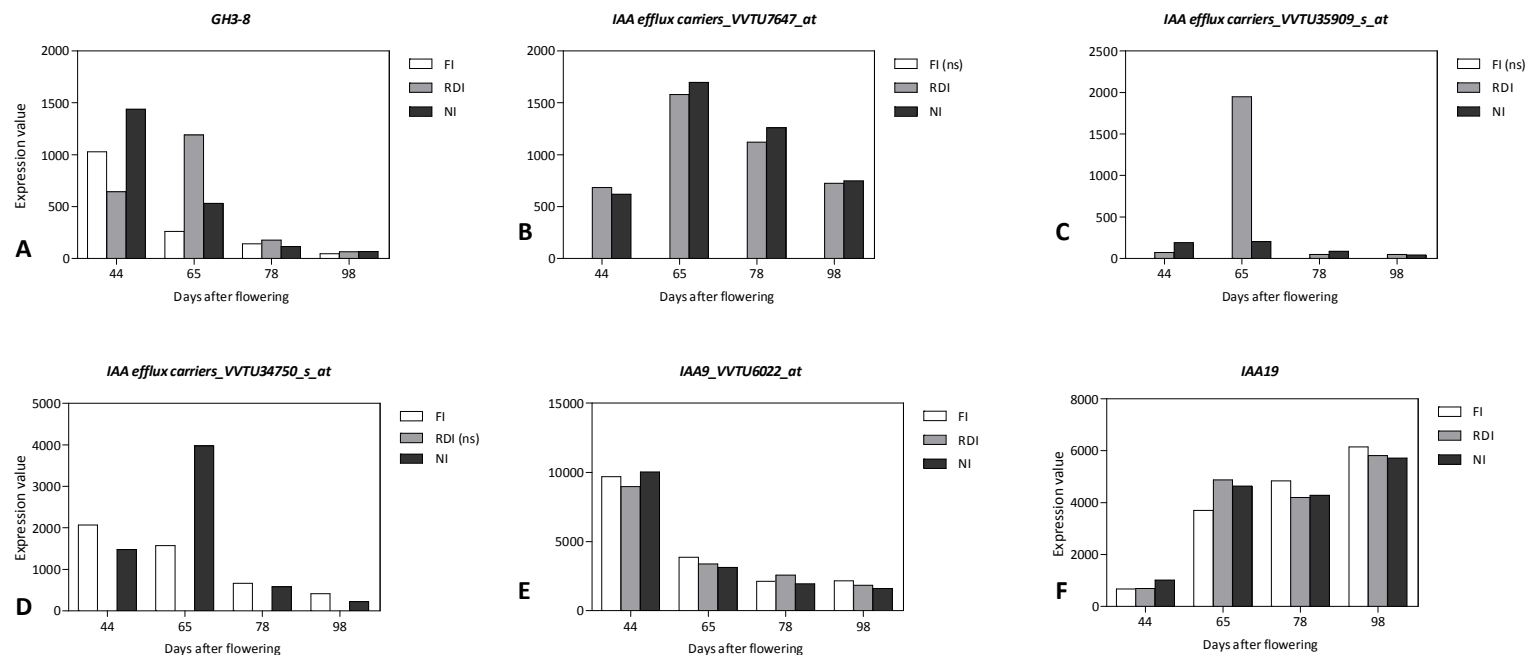 GH3-8
2000
1500
1000
500
0
Expression value
44 65 78 98
Days after flowering
FI
RDI
NI
A
IAA efflux carriers_VVTU7647_at
2000
1500
1000
500
0
44 65 78 98
Days after flowering
FI (ns)
RDI
NI
B
IAA efflux carriers_VVTU35909_s_at
2500
2000
1500
1000
500
0
44 65 78 98
Days after flowering
FI (ns)
RDI
NI
C
IAA efflux carriers_VVTU34750_s_at
5000
4000
3000
2000
1000
0
Expression value
44 65 78 98
Days after flowering
FI
RDI (ns)
NI
D
IAA9_VVTU6022_at
15000
10000
5000
0
Expression value
44 65 78 98
Days after flowering
FI
RDI
NI
E
IAA19
8000
6000
4000
2000
0
Expression value
44 65 78 98
Days after flowering
FI
RDI
NI
F